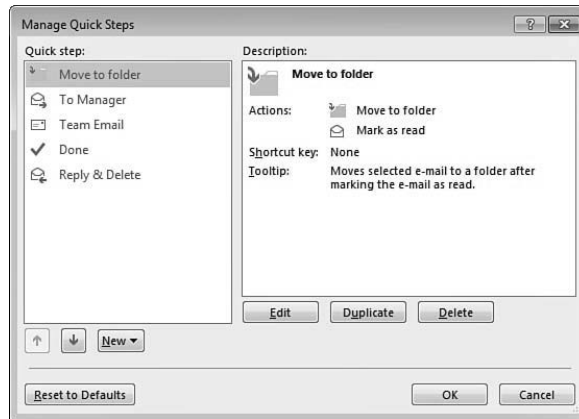 Manage Quick Steps
Quick step:
Move to folder
To Manager
Team Email
Done
Reply & Delete
New
Description:
Move to folder
Actions: Move to folder
Mark as read
Shortcut key: None
Tooltip: Moves selected e-mail to a folder after
marking the e-mail as read.
Edit Duplicate Delete
Reset to Defaults OK Cancel